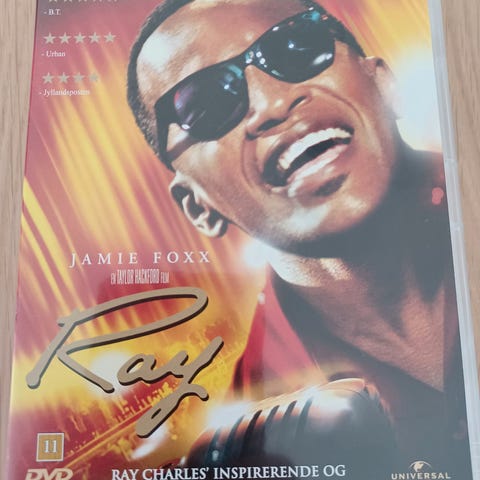 - B.T.
- Urban
- Jyllandsposten
JAMIE FOXX
EN TAYLOR HACKFORD FILM
Ray
11
DVD
RAY CHARLES' INSPIRERENDE OG
UNIVERSAL